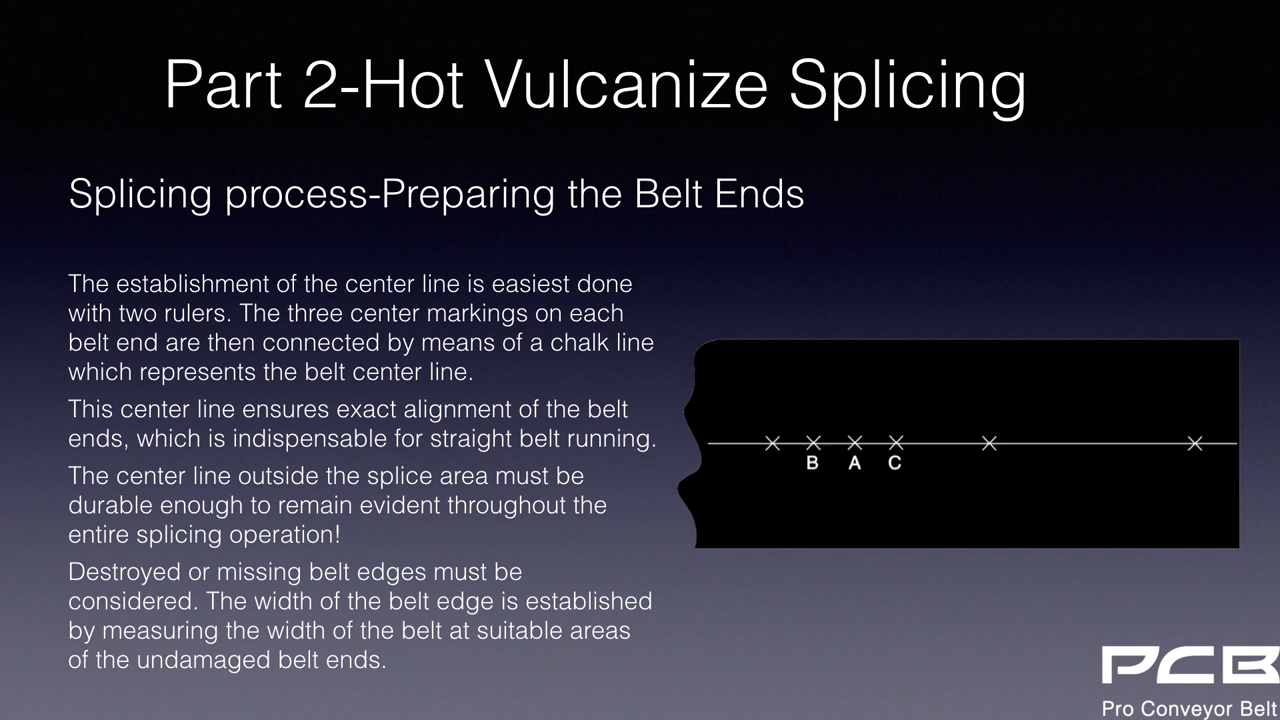 Part 2-Hot Vulcanize Splicing
Splicing process-Preparing the Belt Ends
The establishment of the center line is easiest done
with two rulers. The three center markings on each
belt end are then connected by means of a chalk line
which represents the belt center line.
This center line ensures exact alignment of the belt
ends, which is indispensable for straight belt running.
The center line outside the splice area must be
durable enough to remain evident throughout the
entire splicing operation!
Destroyed or missing belt edges must be
considered. The width of the belt edge is established
by measuring the width of the belt at suitable areas
of the undamaged belt ends.
B A C
PCB
Pro Conveyor Belt